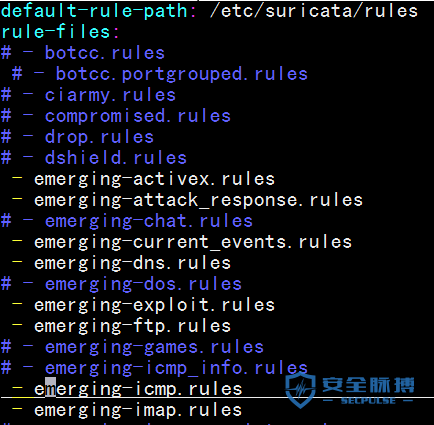 default-rule-path: /etc/suricata/rules
rule-files:
# - botcc.rules
 # - botcc.portgrouped.rules
# - ciarmy.rules
# - compromised.rules
# - drop.rules
# - dshield.rules
 - emerging-activex.rules
 - emerging-attack_response.rules
# - emerging-chat.rules
 - emerging-current_events.rules
 - emerging-dns.rules
# - emerging-dos.rules
 - emerging-exploit.rules
 - emerging-ftp.rules
# - emerging-games.rules
# - emerging-icmp_info.rules
 - emerging-icmp.rules
 - emerging-imap.rules
安全脉搏
SECPULSE